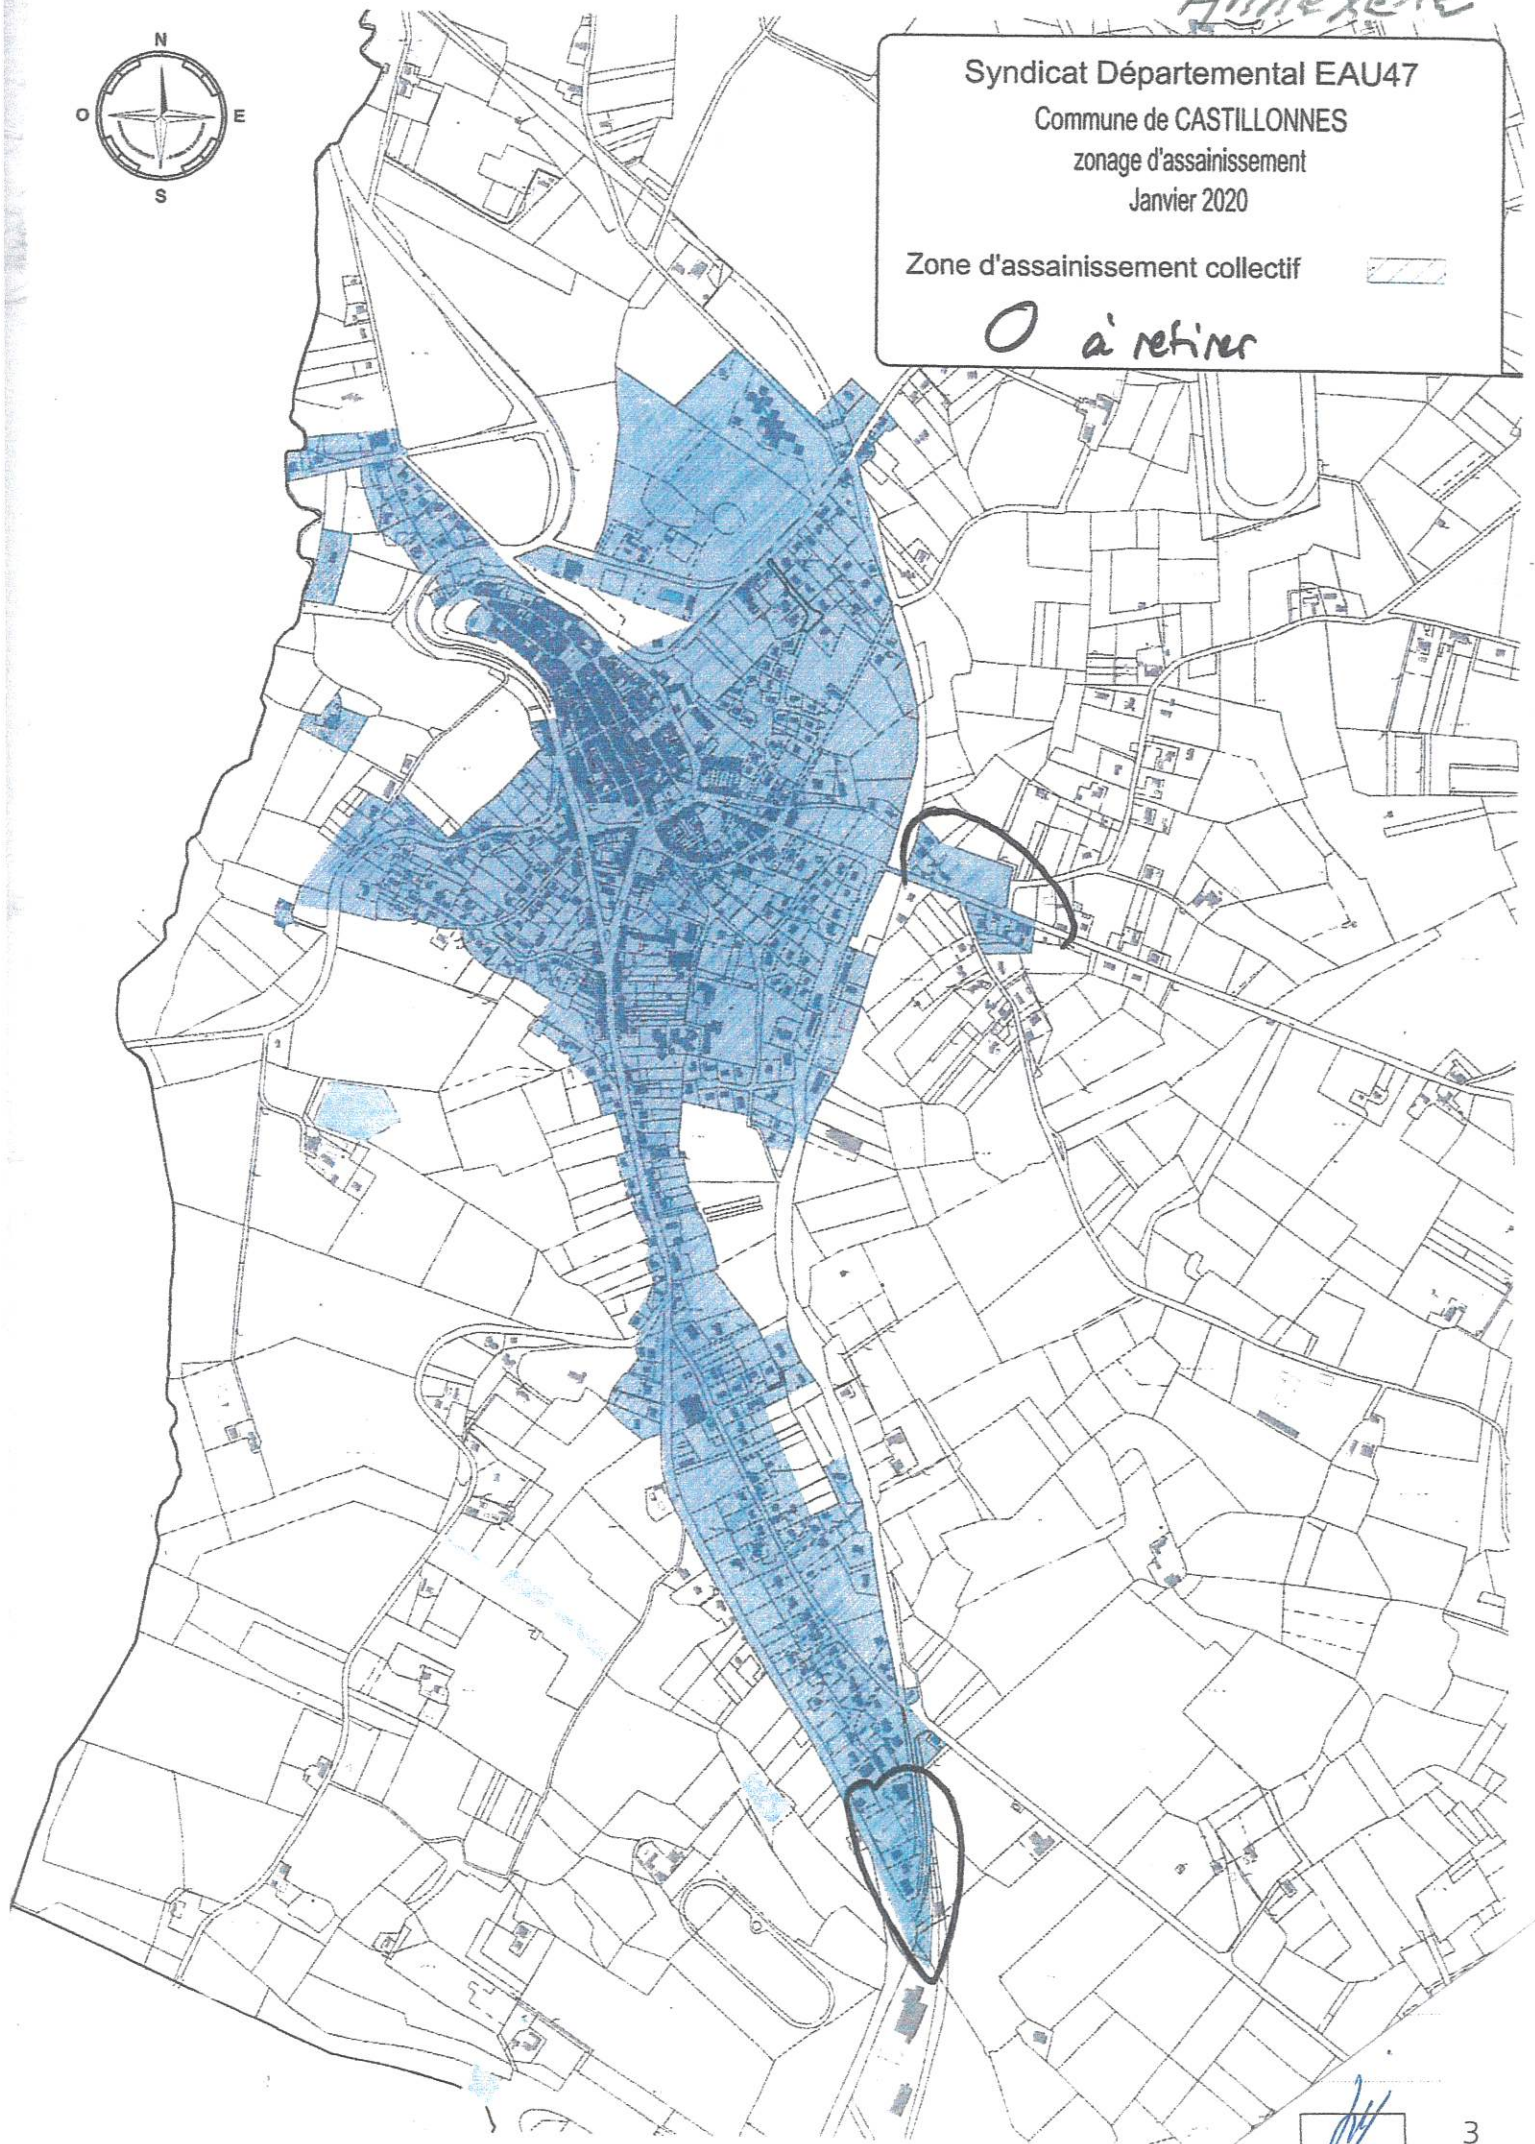 N
O E
S
Syndicat Départemental EAU47
Commune de CASTILLONNES
zonage d'assainissement
Janvier 2020
Zone d'assainissement collectif
à retirer
3